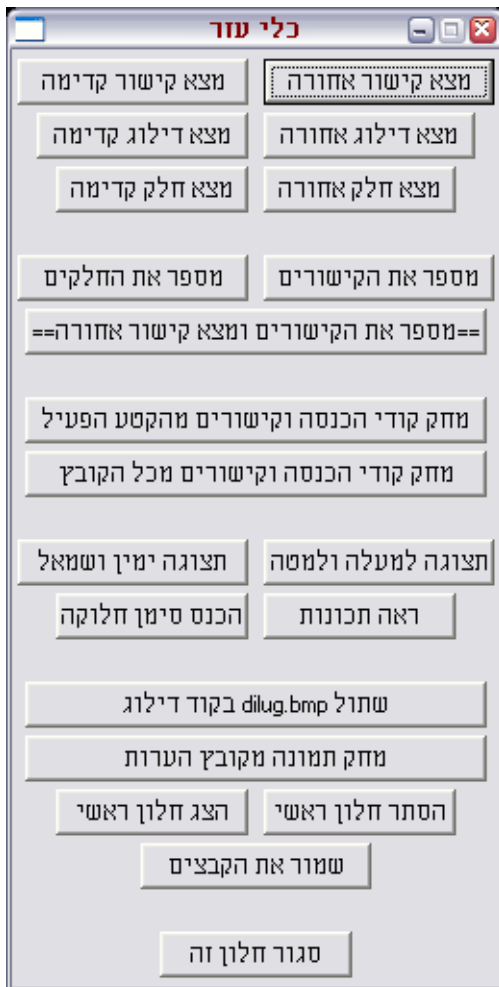 כלי עזר
מצא קישור אחורה
מצא קישור קדימה
מצא דילוג אחורה
מצא דילוג קדימה
מצא חלק אחורה
מצא חלק קדימה
מספר את הקישורים
מספר את החלקים
==מספר את הקישורים ומצא קישור אחורה==
מחק קודי הכנסה וקישורים מהקטע הפעיל
מחק קודי הכנסה וקישורים מכל הקובץ
תצוגה למעלה ולמטה
תצוגה ימין ושמאל
ראה תכונות
הכנס סימן חלוקה
שתול dilug.bmp בקוד דילוג
מחק תמונה מקובץ הערות
הסתר חלון ראשי
הצג חלון ראשי
שמור את הקבצים
סגור חלון זה